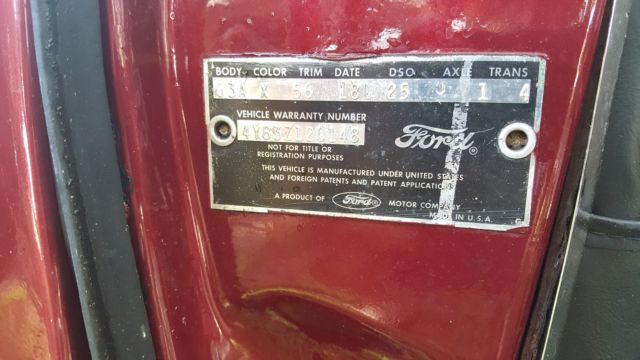 BODY COLOR TRIM DATE DSO AXLE TRANS
63A X 56 18L 25 1 4
VEHICLE WARRANTY NUMBER
Ford®
NOT FOR TITLE OR
REGISTRATION PURPOSES
THIS VEHICLE IS MANUFACTURED UNDER UNITED STATES
AND FOREIGN PATENTS AND PATENT APPLICATIONS
A PRODUCT OF Ford® MOTOR COMPANY
MADE IN U.S.A.